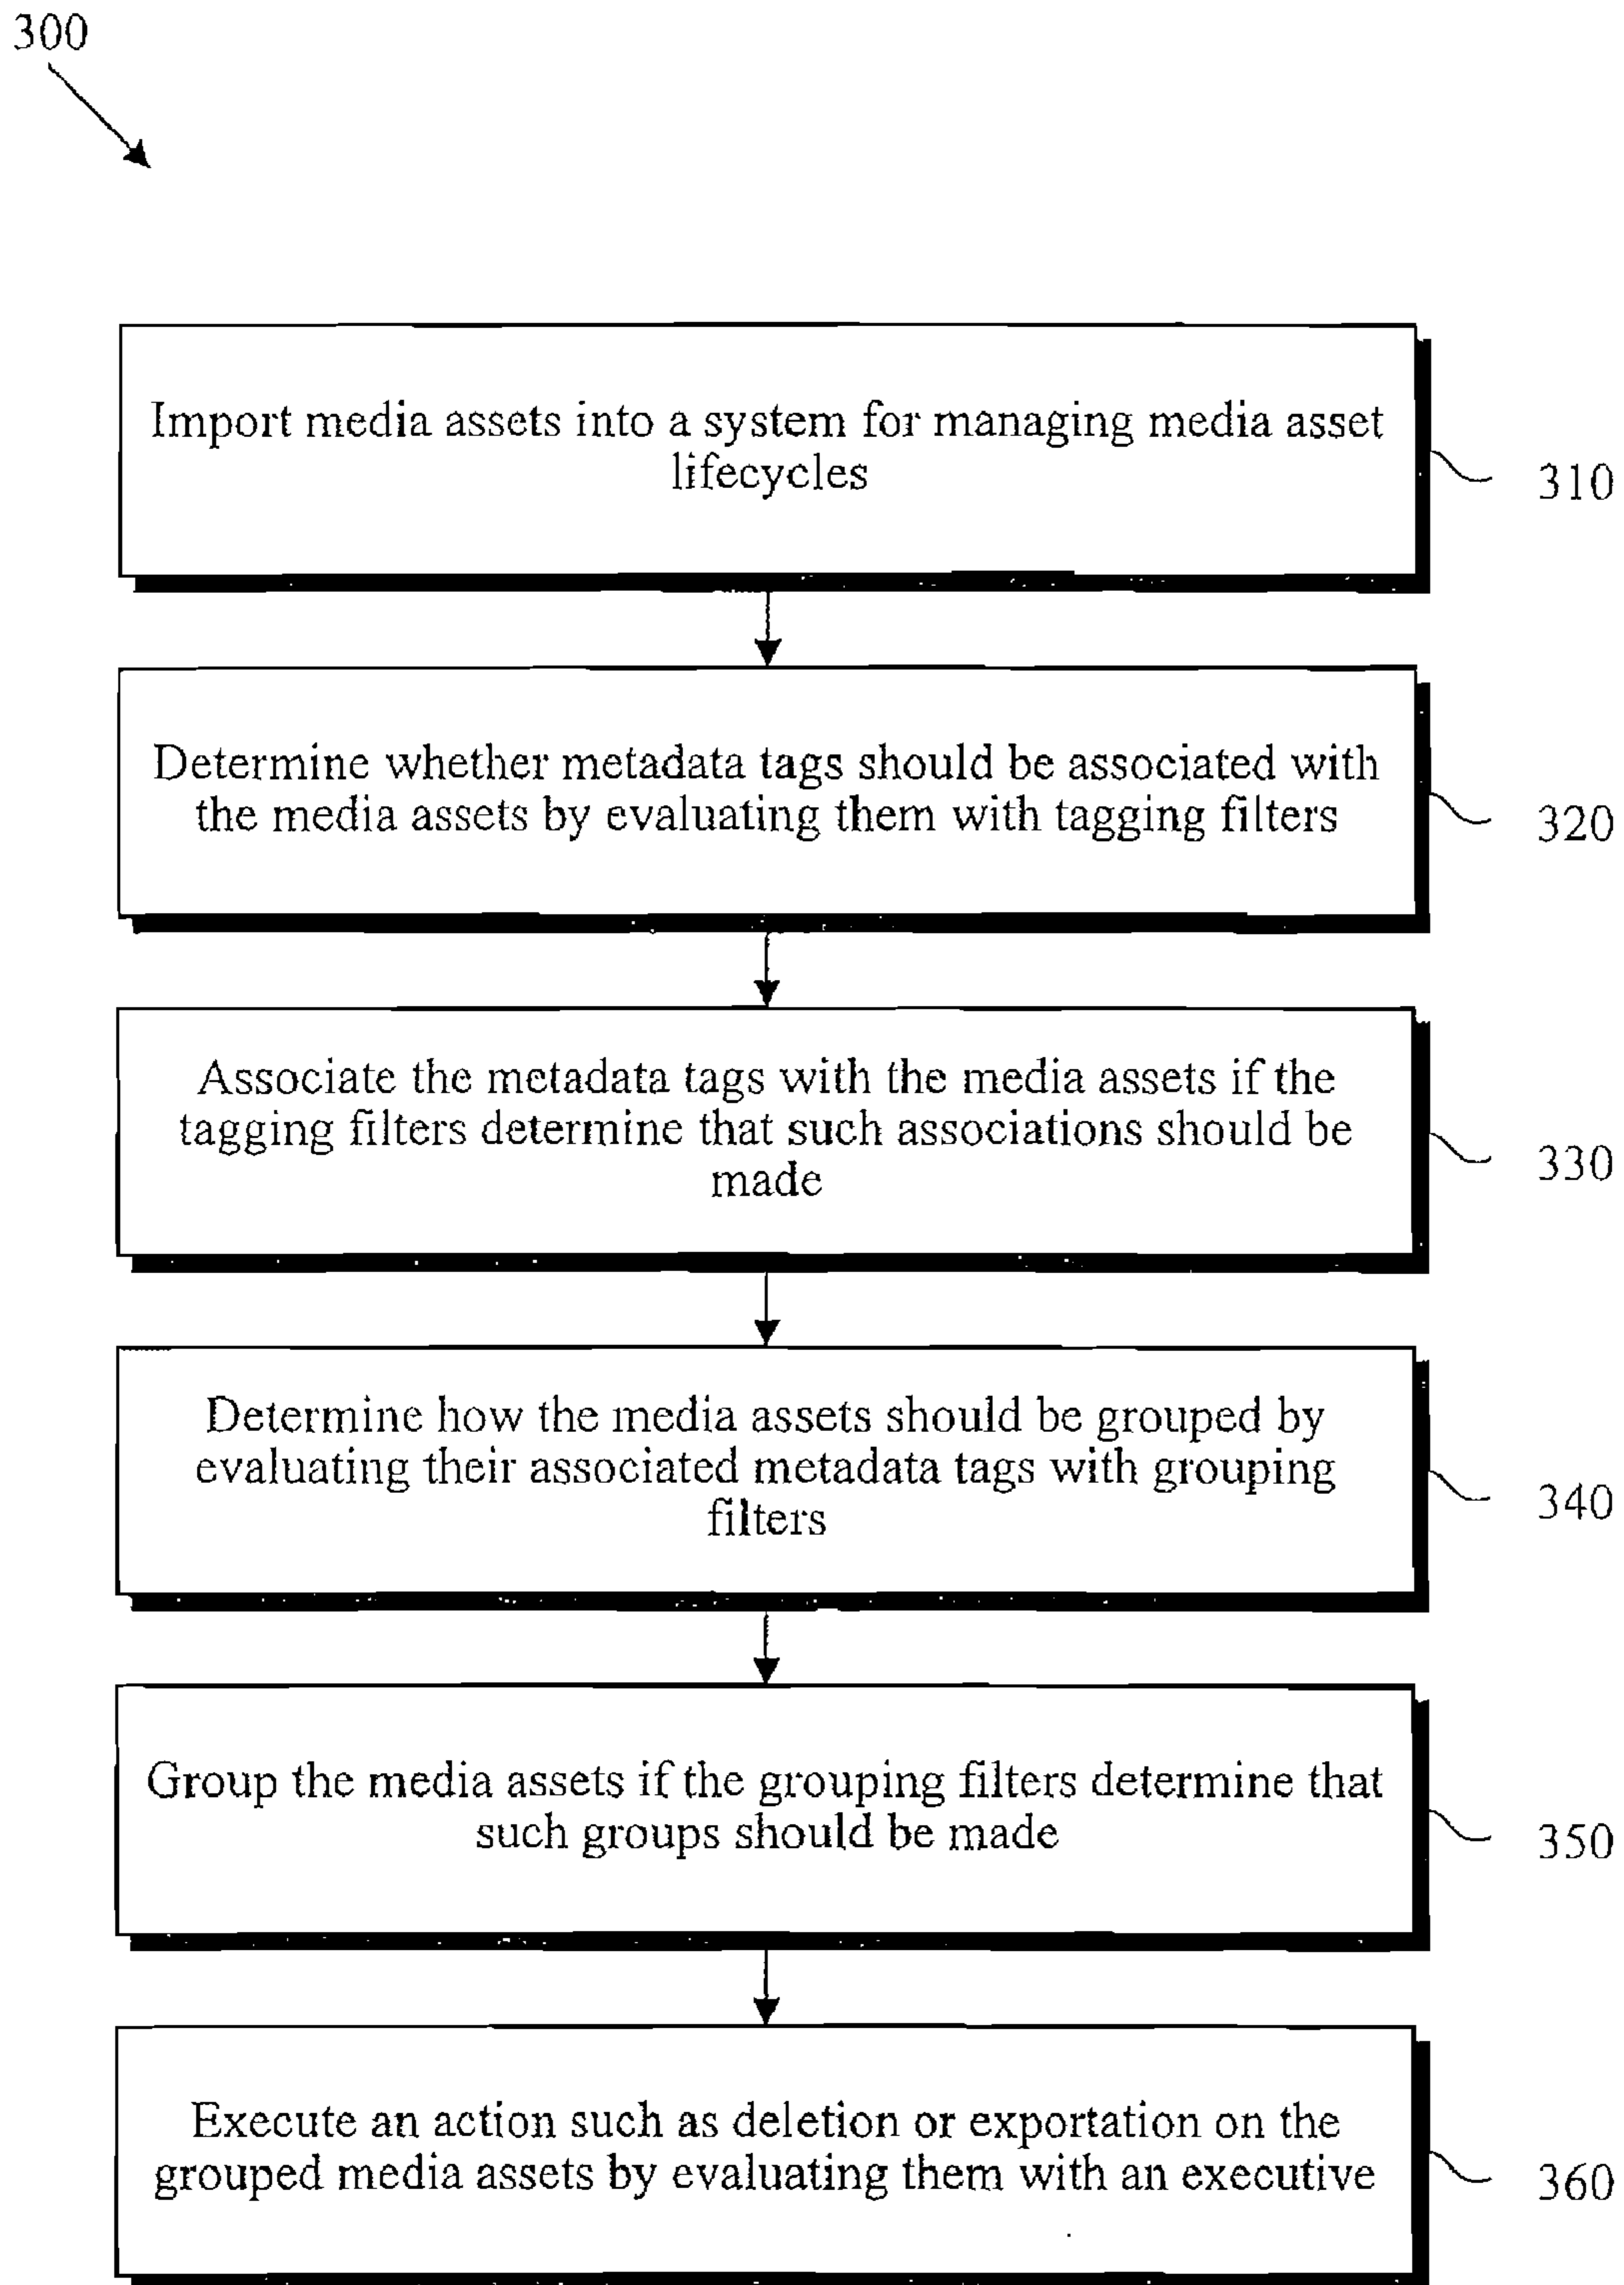 300
Import media assets into a system for managing media asset
lifecycles
310
Determine whether metadata tags should be associated with
the media assets by evaluating them with tagging filters
320
Associate the metadata tags with the media assets if the
tagging filters determine that such associations should be
made
330
Determine how the media assets should be grouped by
evaluating their associated metadata tags with grouping
filters
340
Group the media assets if the grouping filters determine that
such groups should be made
350
Execute an action such as deletion or exportation on the
grouped media assets by evaluating them with an executive
360